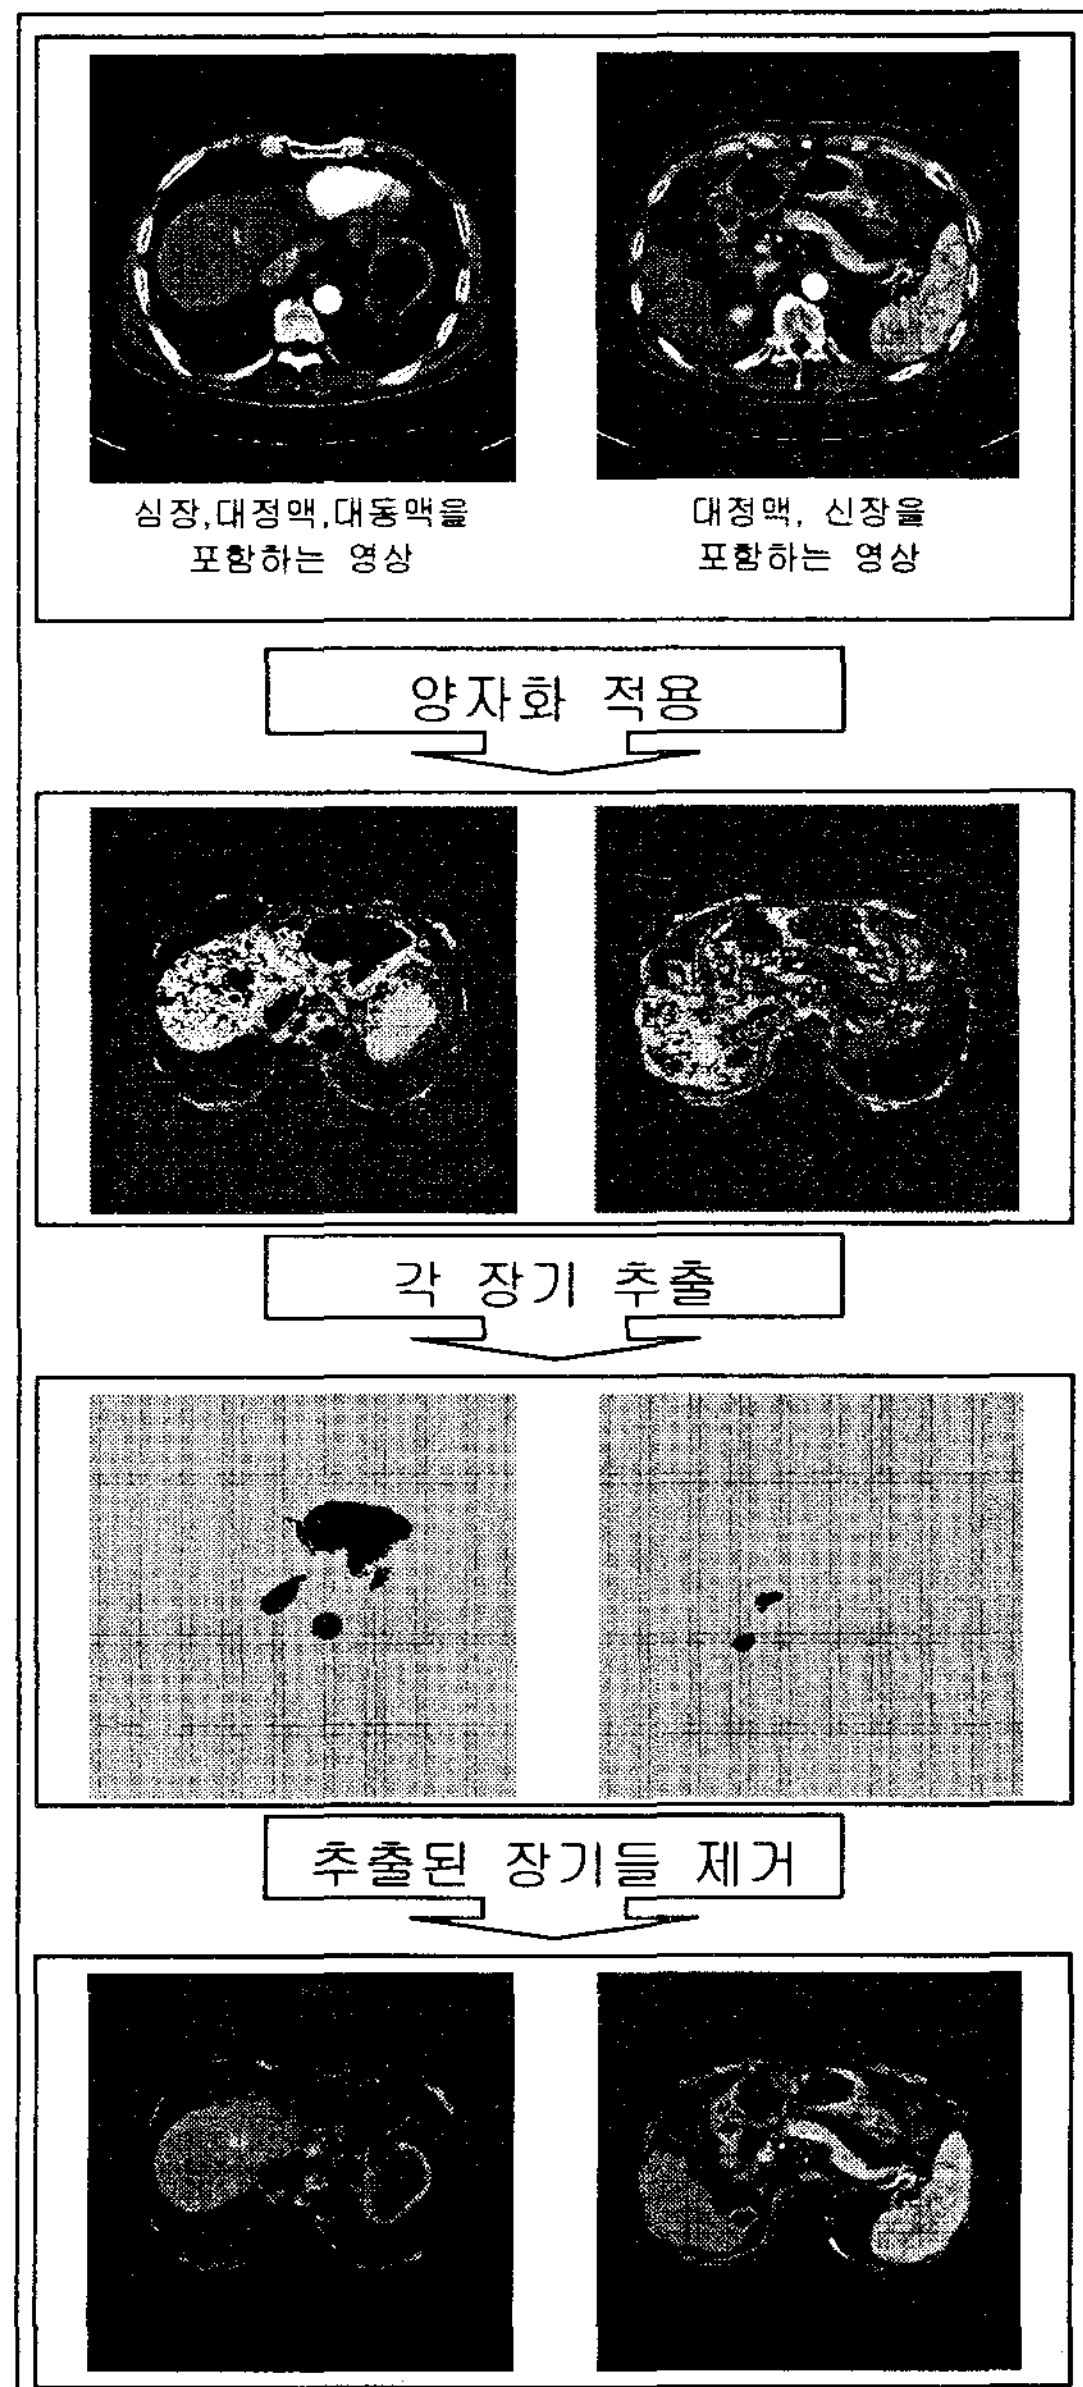 심장,대정맥,대동맥을
포함하는 영상
대정맥, 신장을
포함하는 영상
양자화 적용
각 장기 추출
추출된 장기들 제거